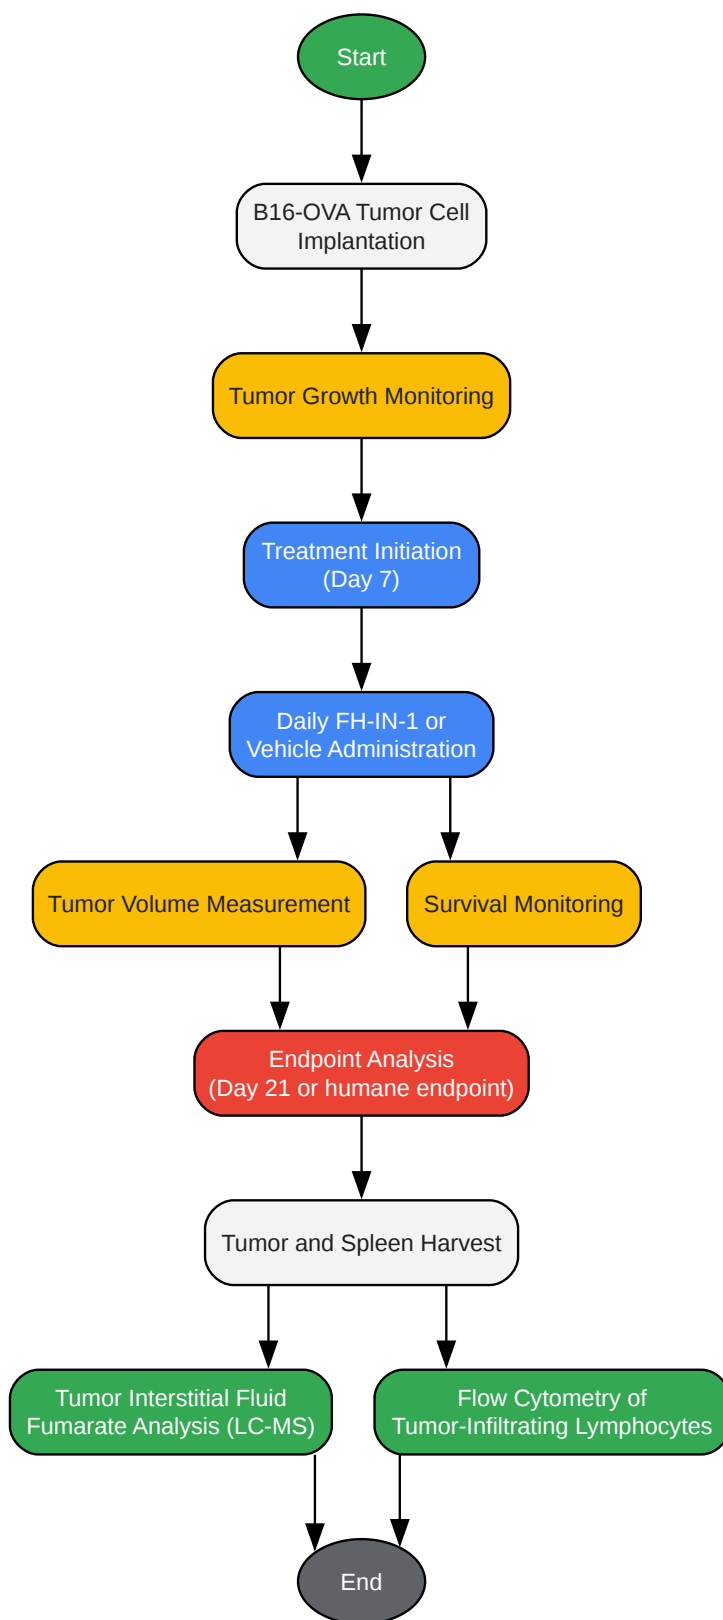 Start
B16-OVA Tumor Cell
Implantation
Tumor Growth Monitoring
Treatment Initiation
(Day 7)
Daily FH-IN-1 or
Vehicle Administration
Tumor Volume Measurement
Survival Monitoring
Endpoint Analysis
(Day 21 or humane endpoint)
Tumor and Spleen Harvest
Tumor Interstitial Fluid
Fumarate Analysis (LC-MS)
Flow Cytometry of
Tumor-Infiltrating Lymphocytes
End